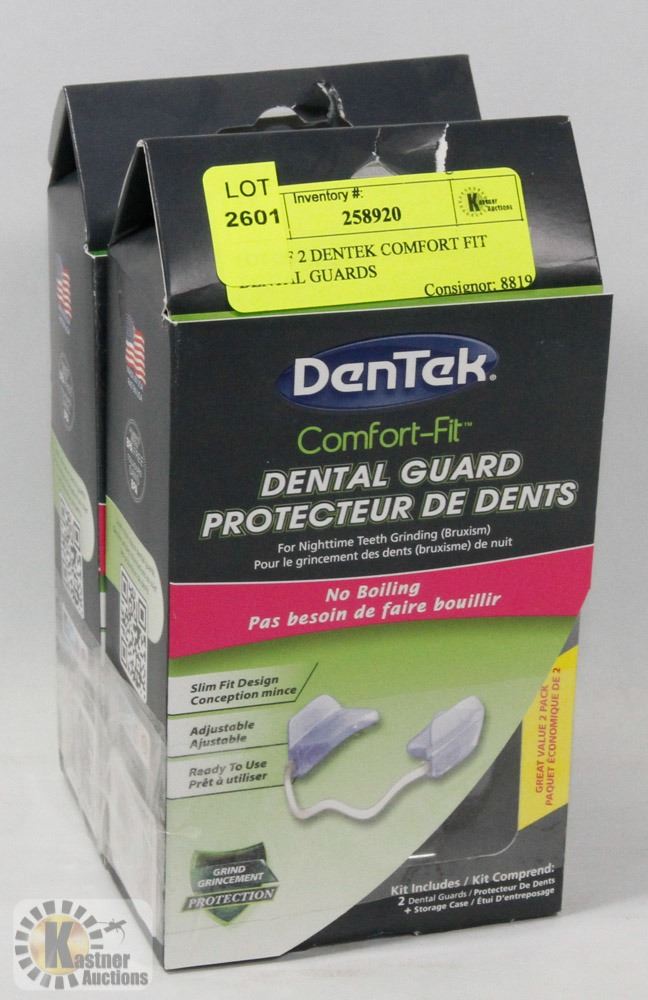 LOT
2601
Inventory #:
258920
Kastner
Auctions
2 DENTEK COMFORT FIT
GUARDS
Consignor: 8819
DenTek®
Comfort-Fit™
DENTAL GUARD
PROTECTEUR DE DENTS
For Nighttime Teeth Grinding (Bruxism)
Pour le grincement des dents (bruxisme) de nuit
No Boiling
Pas besoin de faire bouillir
Slim Fit Design
Conception mince
Adjustable
Ajustable
Ready To Use
Prêt à utiliser
GREAT VALUE 2 PACK
PAQUET ÉCONOMIQUE DE 2
GRIND
GRINCEMENT
PROTECTION
Kit Includes / Kit Comprend:
2 Dental Guards / Protecteur De Dents
+ Storage Case / Étui D'entreposage
Kastner
Auctions